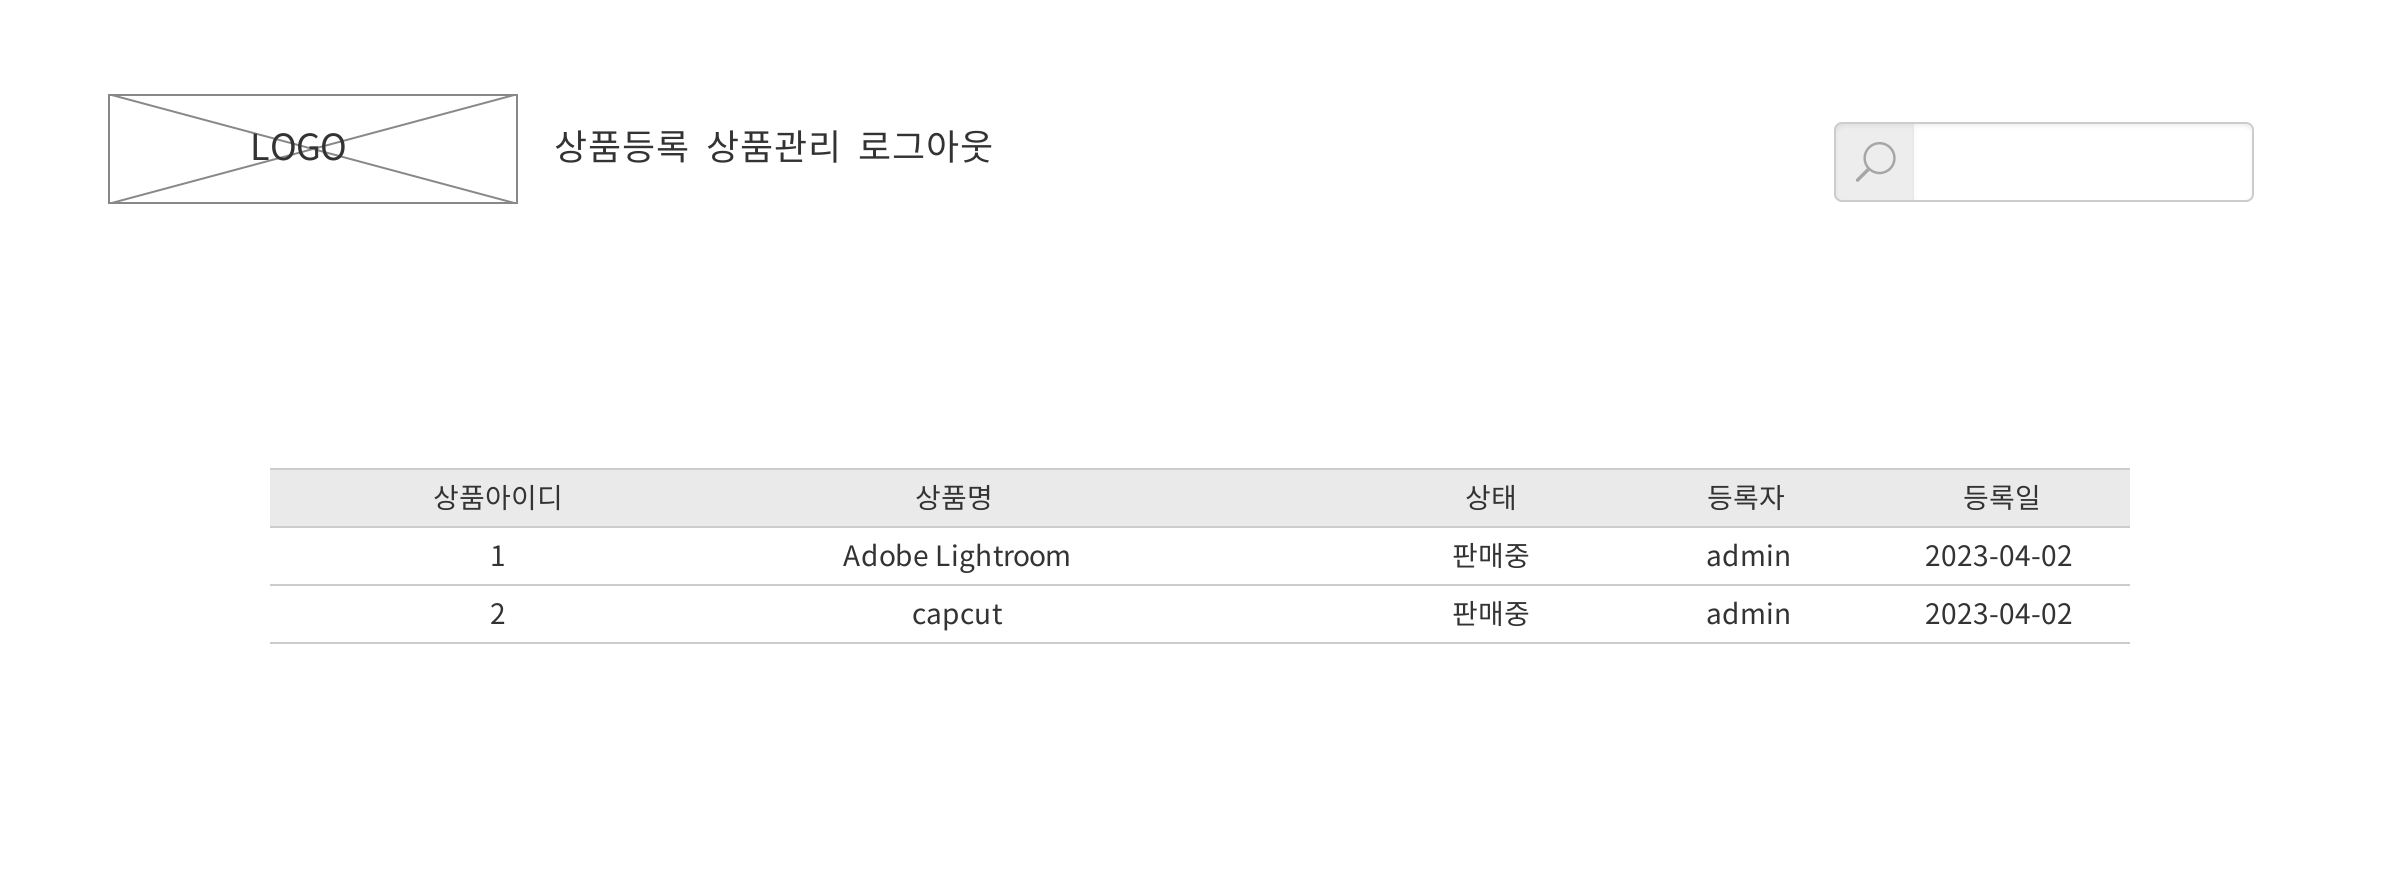 LOGO 상품등록 상품관리 로그아웃
상품아이디 상품명 상태 등록자 등록일
1 Adobe Lightroom 판매중 admin 2023-04-02
2 capcut 판매중 admin 2023-04-02